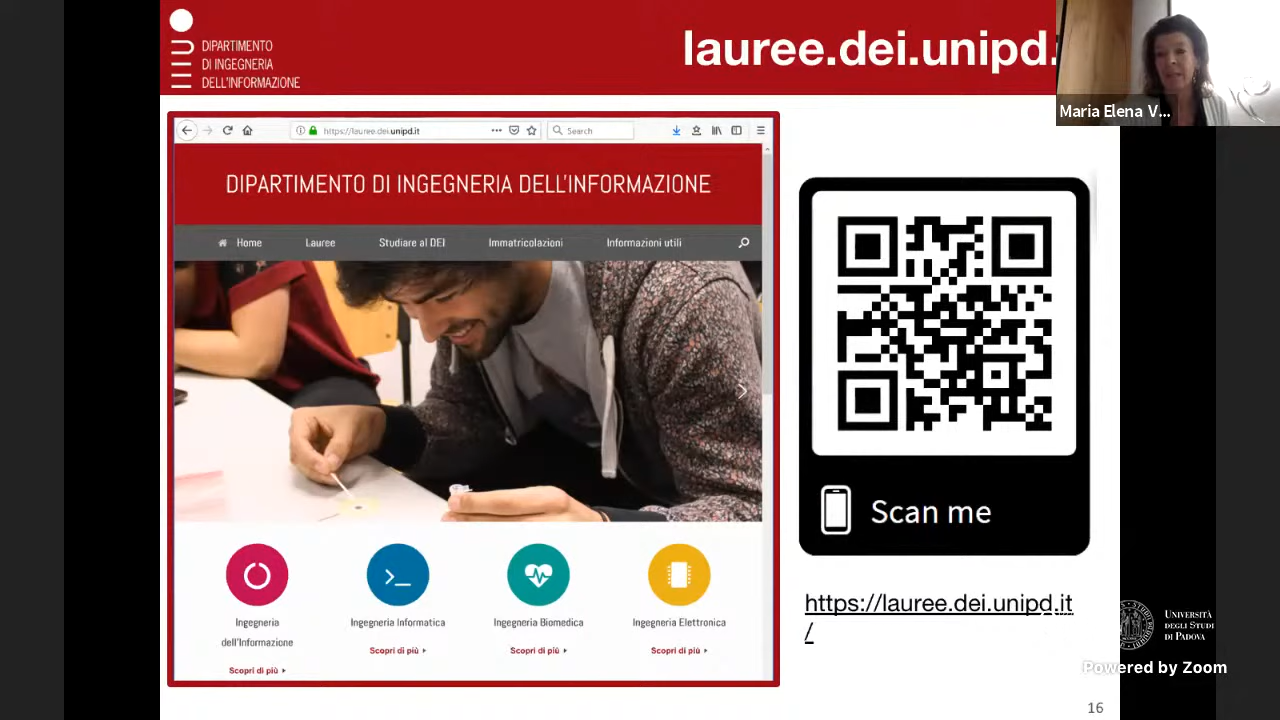 DIPARTIMENTO
DI INGEGNERIA
DELL'INFORMAZIONE
lauree.dei.unipd.
Maria Elena V...
https://lauree.dei.unipd.it
Search
DIPARTIMENTO DI INGEGNERIA DELL'INFORMAZIONE
Home Lauree Studiare al DEI Immatricolazioni Informazioni utili
Ingegneria
dell'Informazione
Scopri di più
Ingegneria Informatica
Scopri di più
Ingegneria Biomedica
Scopri di più
Ingegneria Elettronica
Scopri di più
Scan me
https://lauree.dei.unipd.it
/
UNIVERSITÀ
DEGLI STUDI
DI PADOVA
Powered by Zoom
16